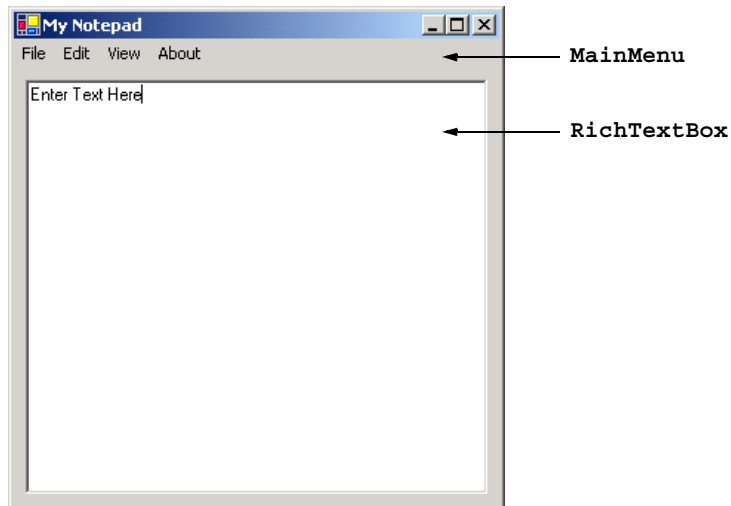 My Notepad
File Edit View About
MainMenu
Enter Text Here
RichTextBox